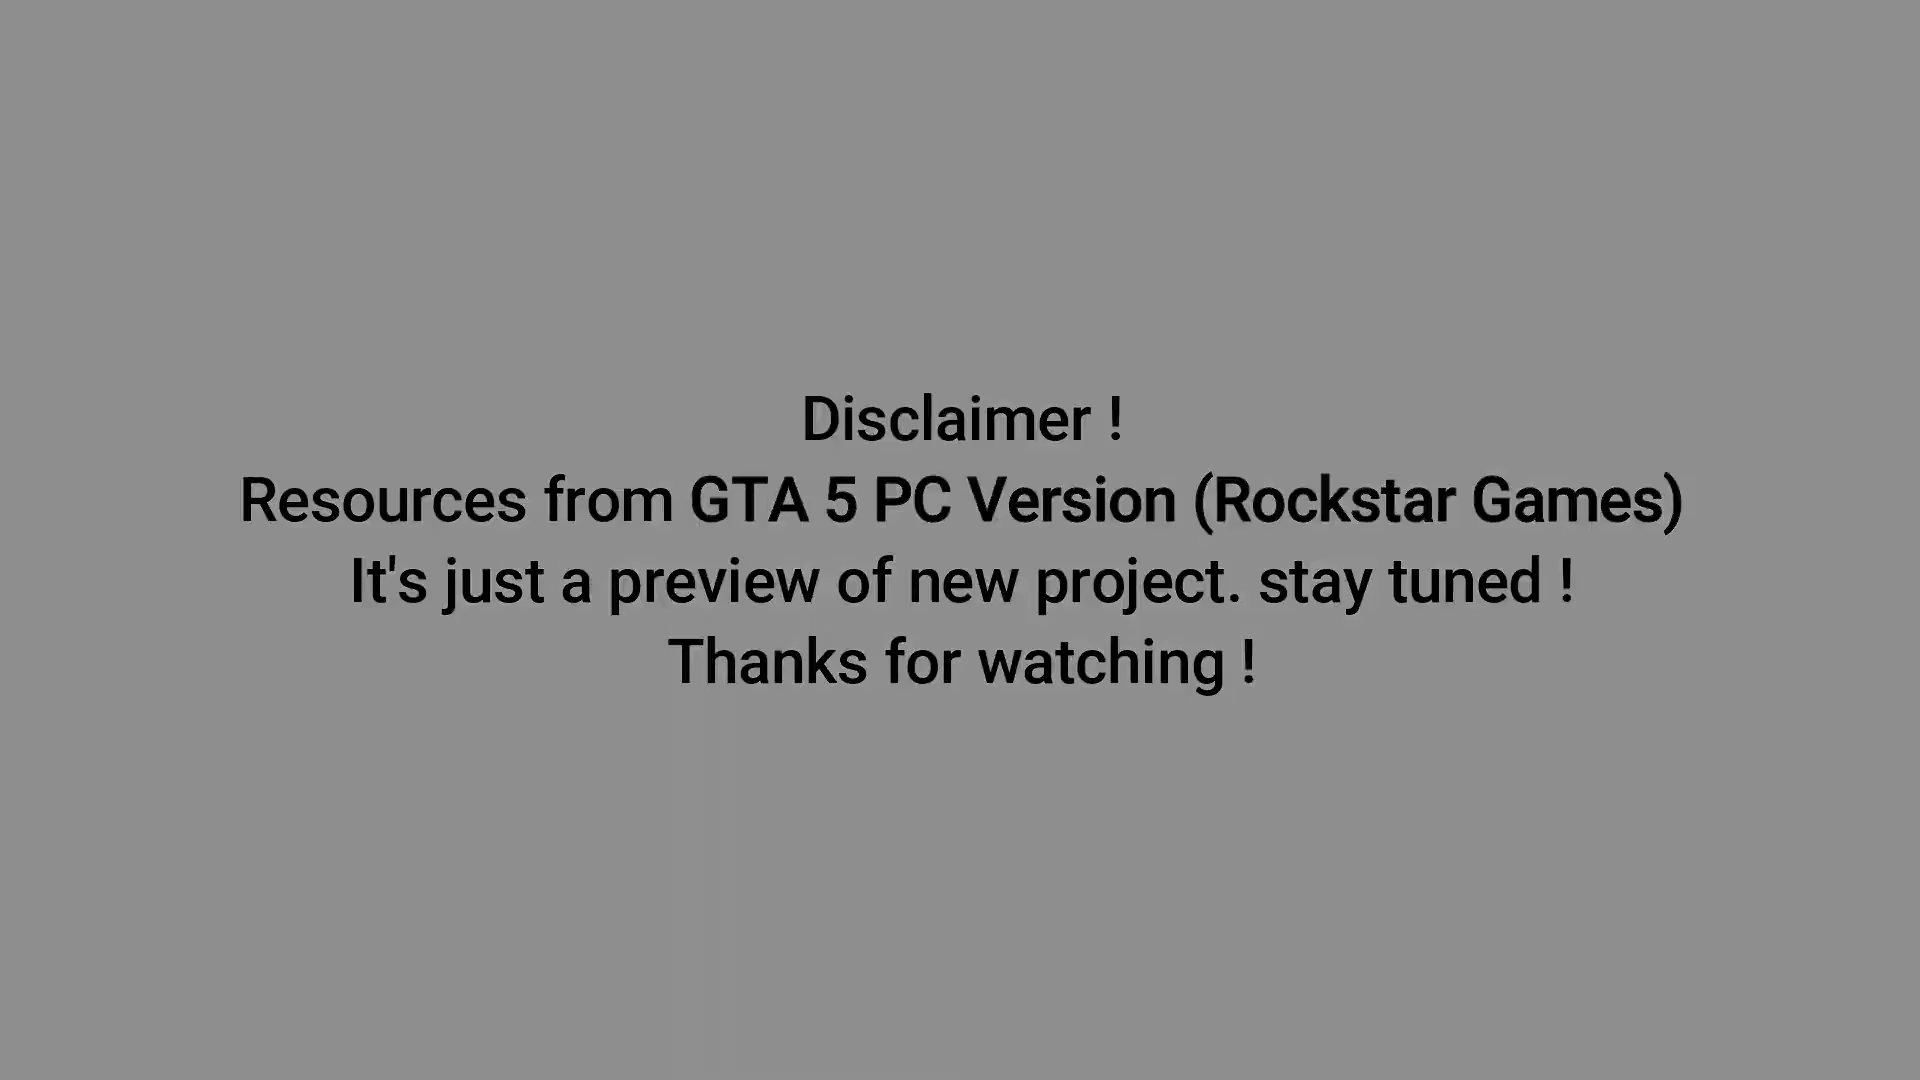 Disclaimer !
Resources from GTA 5 PC Version (Rockstar Games)
It's just a preview of new project. stay tuned !
Thanks for watching !